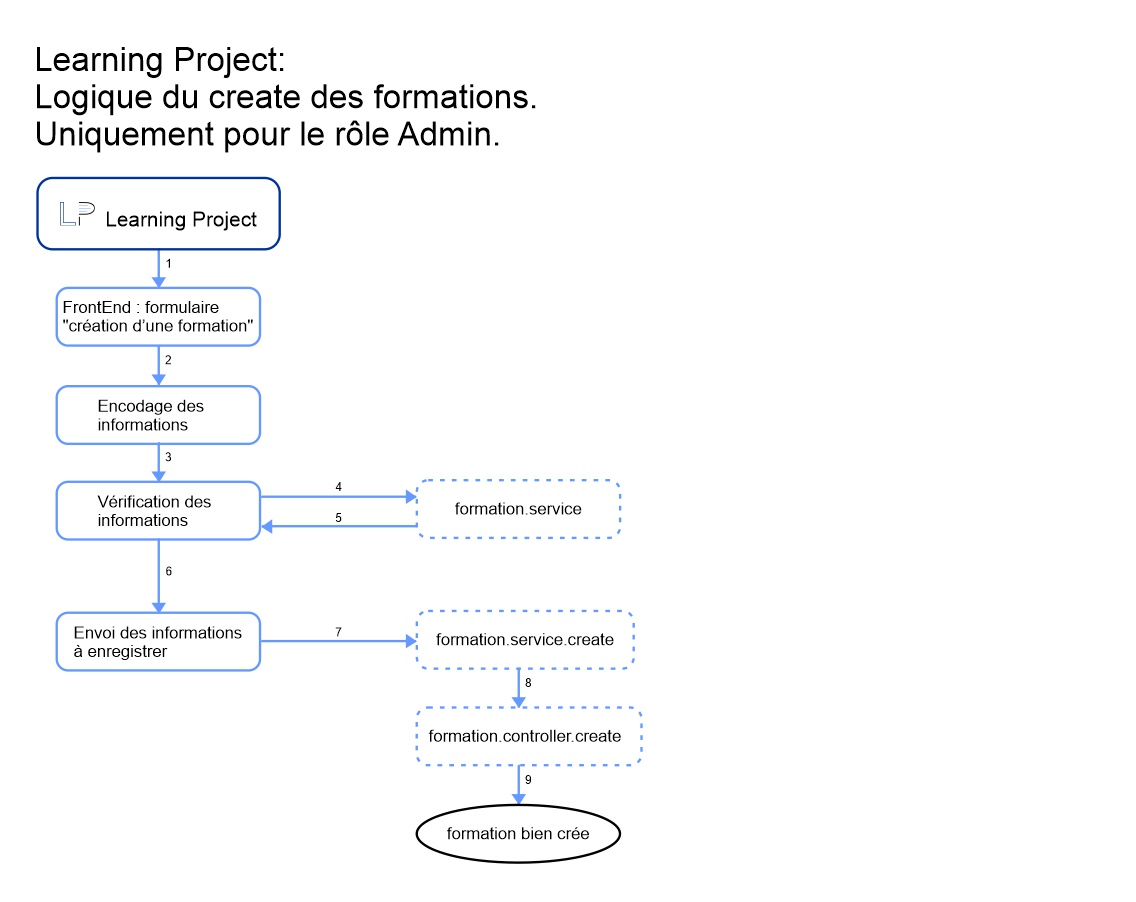 Learning Project:
Logique du create des formations.
Uniquement pour le rôle Admin.
LP Learning Project
1
FrontEnd : formulaire
"création d'une formation"
2
Encodage des
informations
3
Vérification des
informations
4
5
formation.service
6
Envoi des informations
à enregistrer
7
formation.service.create
8
formation.controller.create
9
formation bien crée